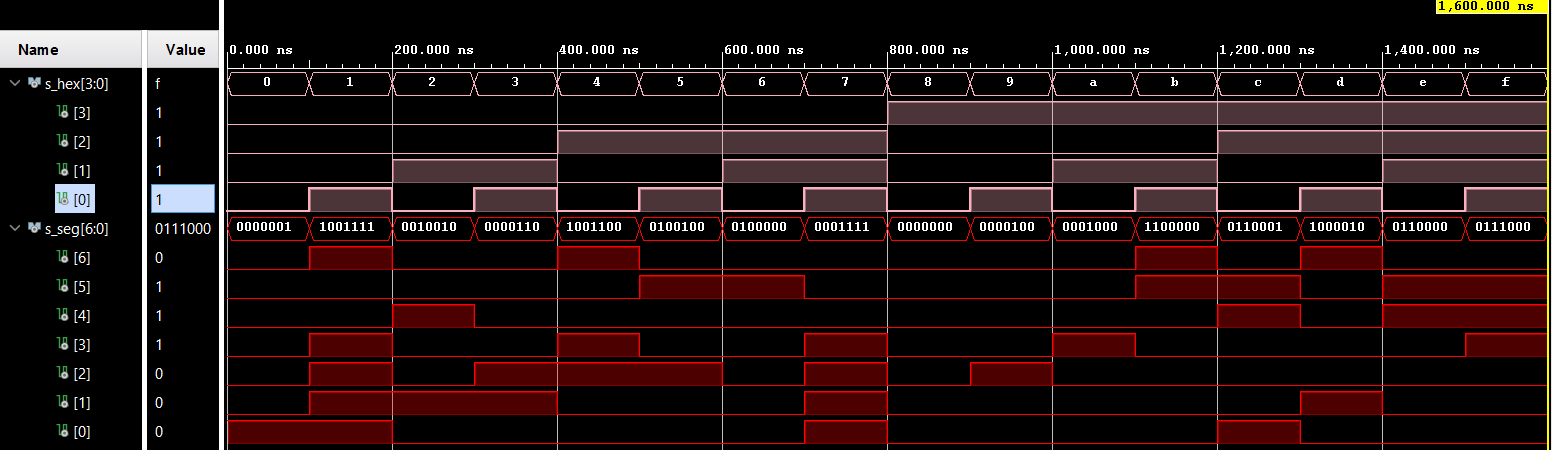 1,600.000 ns
Name Value 0.000 ns 200.000 ns 400.000 ns 600.000 ns 800.000 ns 1,000.000 ns 1,200.000 ns 1,400.000 ns
s_hex[3:0] f 0 1 2 3 4 5 6 7 8 9 a b c d e f
[3] 1
[2] 1
[1] 1
[0] 1
s_seg[6:0] 0111000 0000001 1001111 0010010 0000110 1001100 0100100 0100000 0001111 0000000 0000100 0001000 1100000 0110001 1000010 0110000 0111000
[6] 0
[5] 1
[4] 1
[3] 1
[2] 0
[1] 0
[0] 0